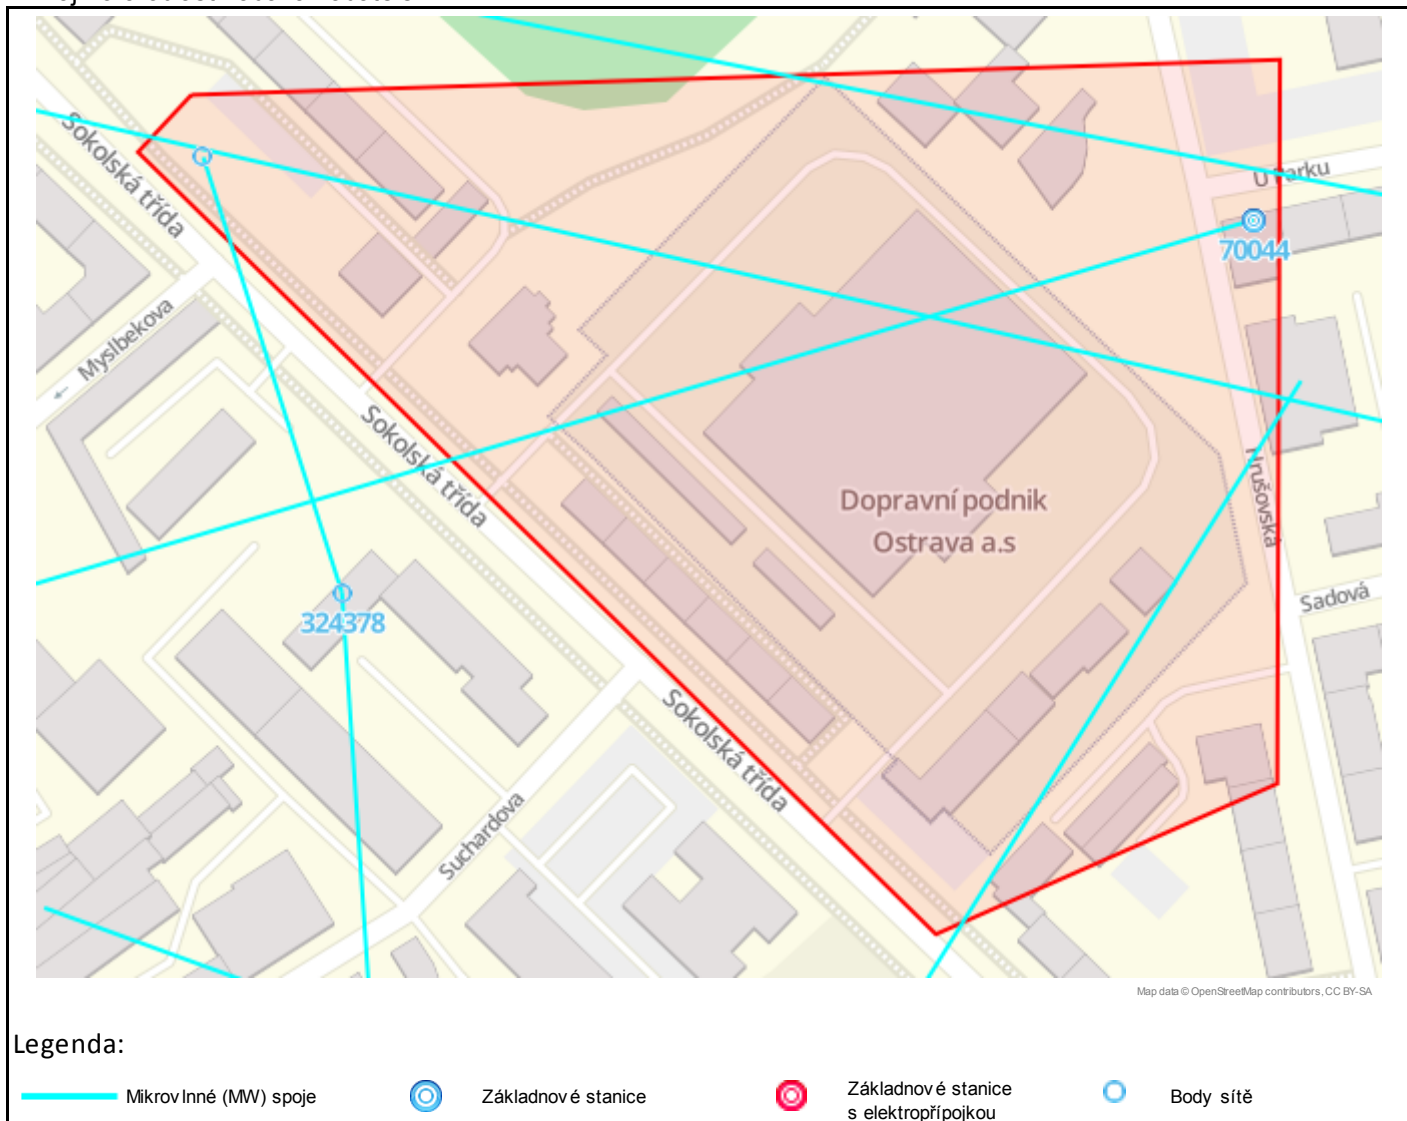 Sokolská třída
Myslbekova
U Parku
70044
Sokolská třída
Dopravní podnik
Ostrava a.s
Hrušovská
Sadová
324378
Sokolská třída
Suchardova
Map data © OpenStreetMap contributors, CC BY-SA
Legenda:
Mikrovlnné (MW) spoje
Základnové stanice
Základnové stanice
s elektropřípojkou
Body sítě